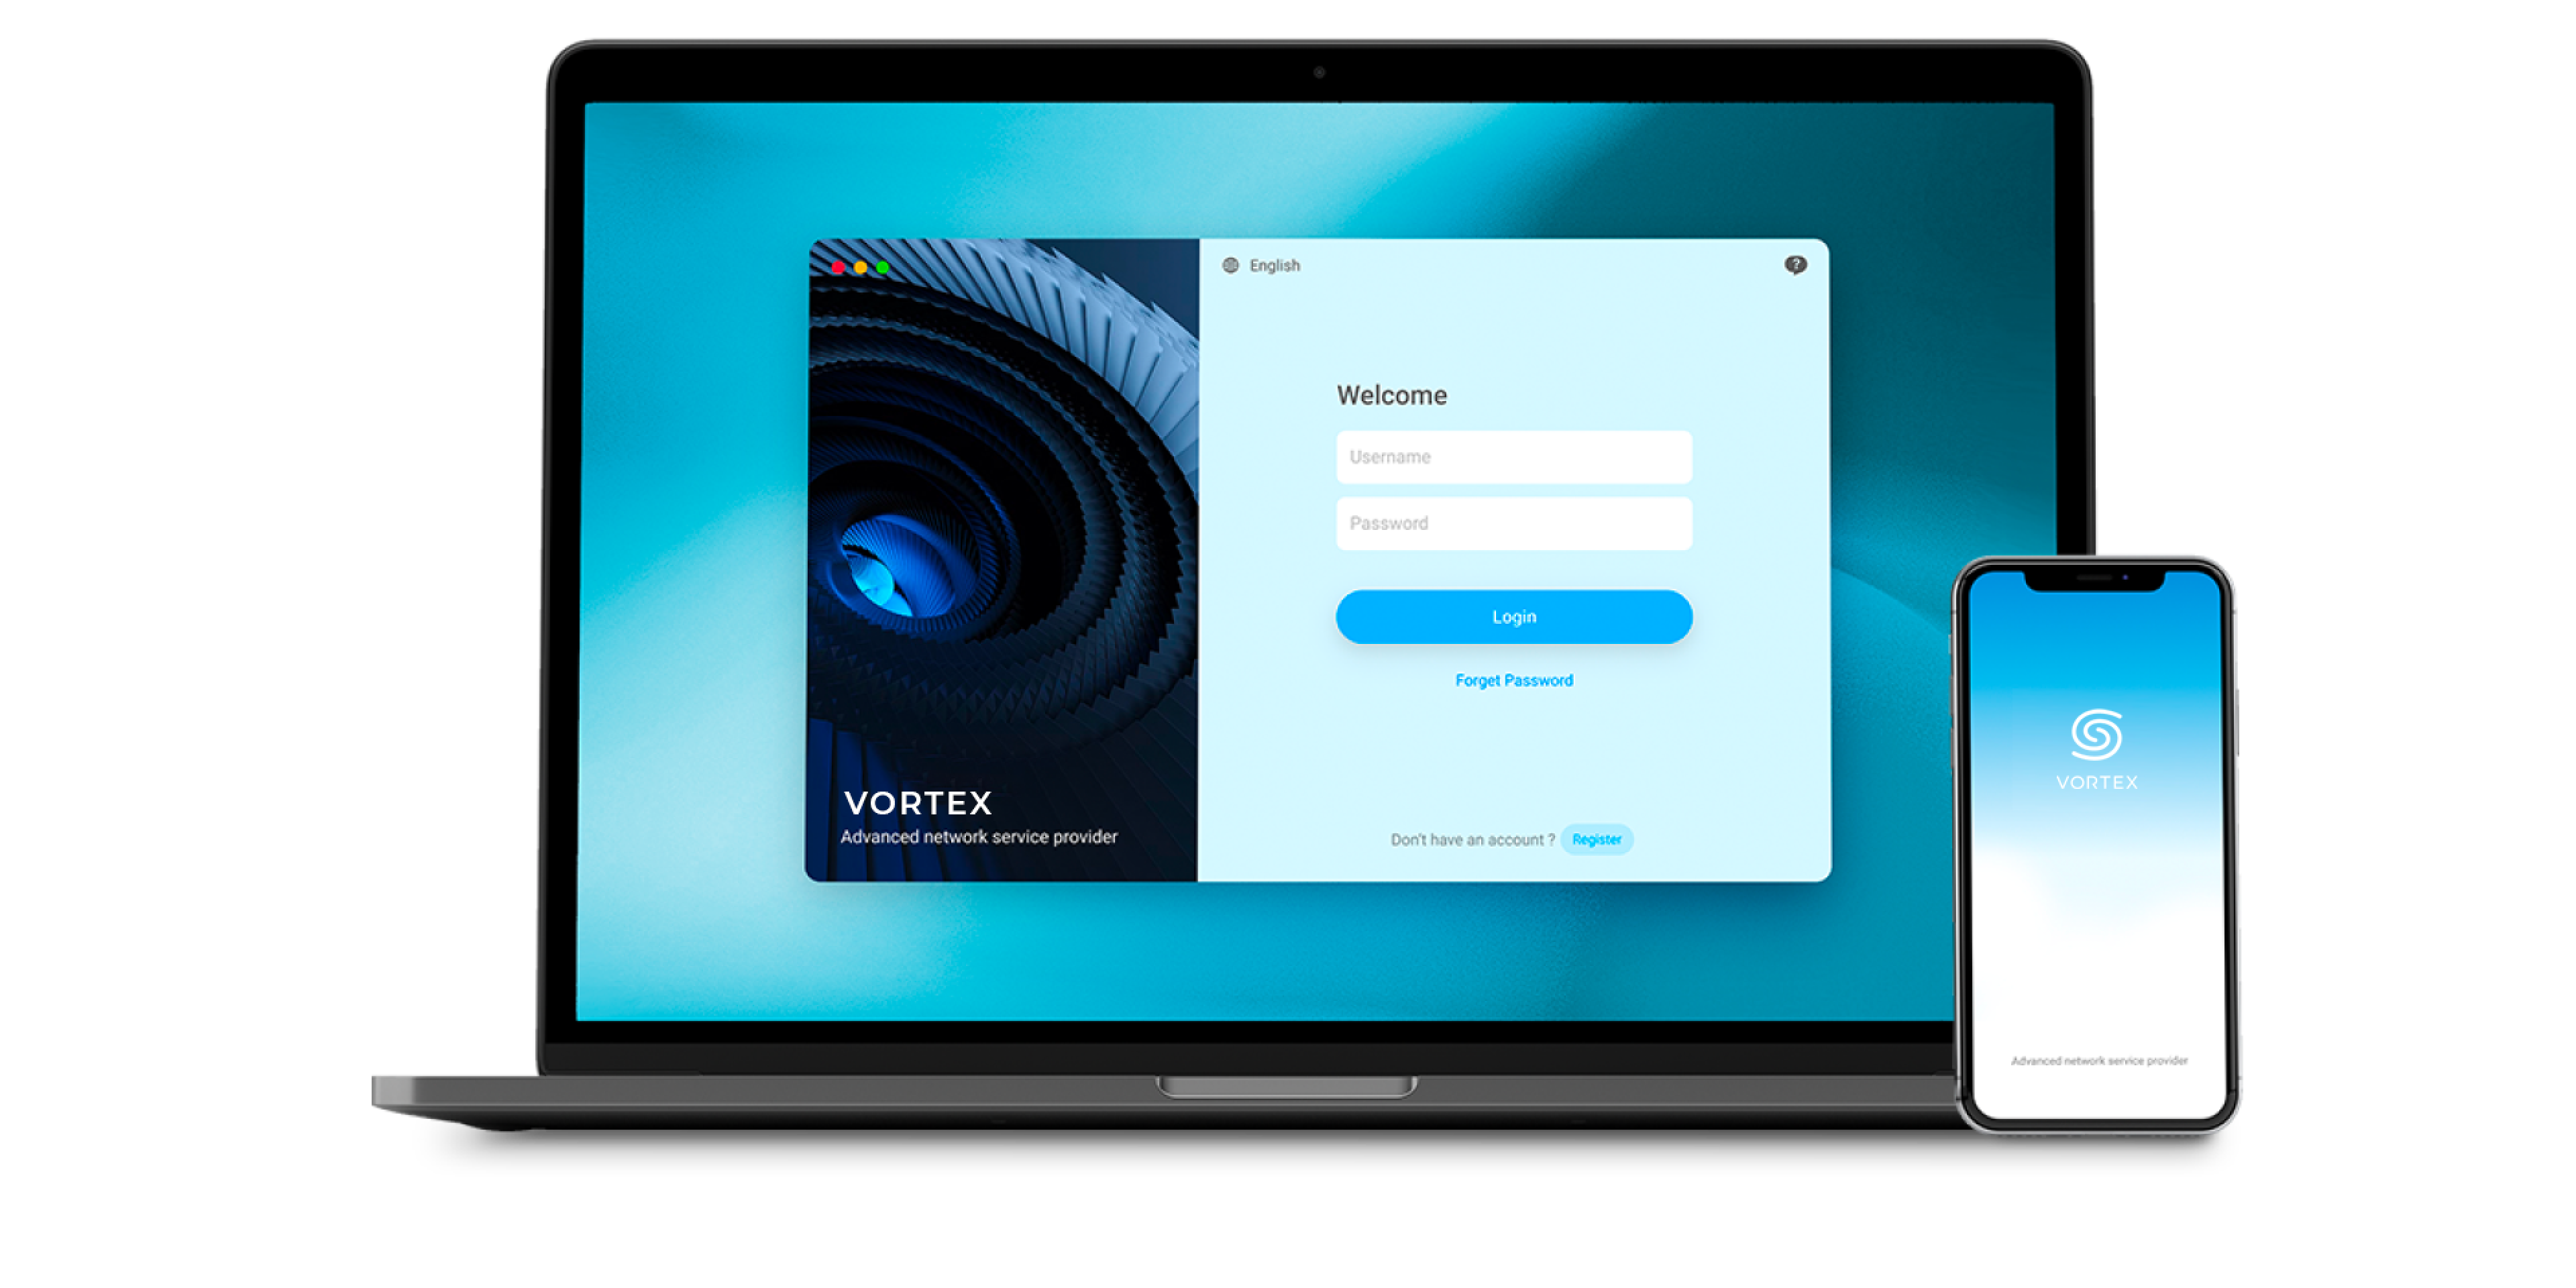 English
Welcome
Username
Password
Login
Forget Password
Don't have an account ? Register
VORTEX
Advanced network service provider
VORTEX
Advanced network service provider